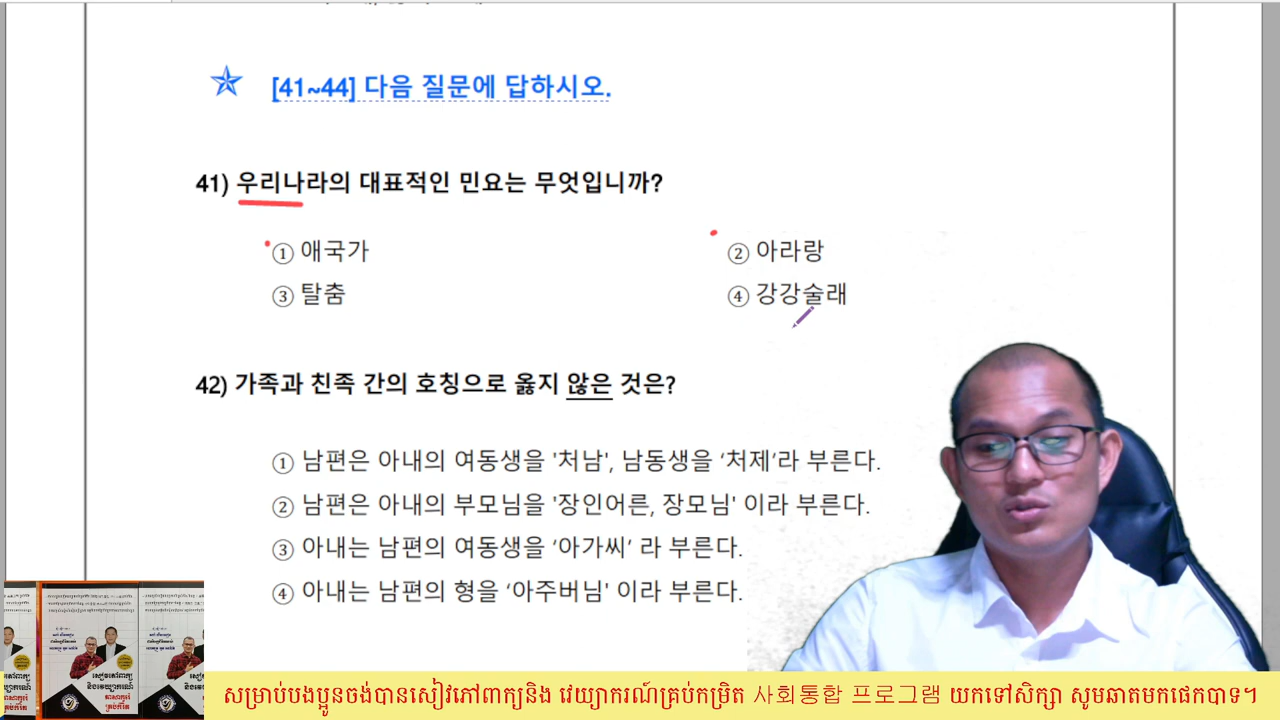 [41~44] 다음 질문에 답하시오.
41) 우리나라의 대표적인 민요는 무엇입니까?
① 애국가 ② 아라랑
③ 탈춤 ④ 강강술래
42) 가족과 친족 간의 호칭으로 옳지 않은 것은?
① 남편은 아내의 여동생을 '처남', 남동생을 ‘처제’라 부른다.
② 남편은 아내의 부모님을 '장인어른, 장모님' 이라 부른다.
③ 아내는 남편의 여동생을 ‘아가씨’ 라 부른다.
④ 아내는 남편의 형을 ‘아주버님' 이라 부른다.
សម្រាប់បងប្អូនចង់បានសៀវភៅពាក្យនិង វេយ្យាករណ៍គ្រប់កម្រិត 사회통합 프로그램 យកទៅសិក្សា សូមឆាតមកផេកបាទ។